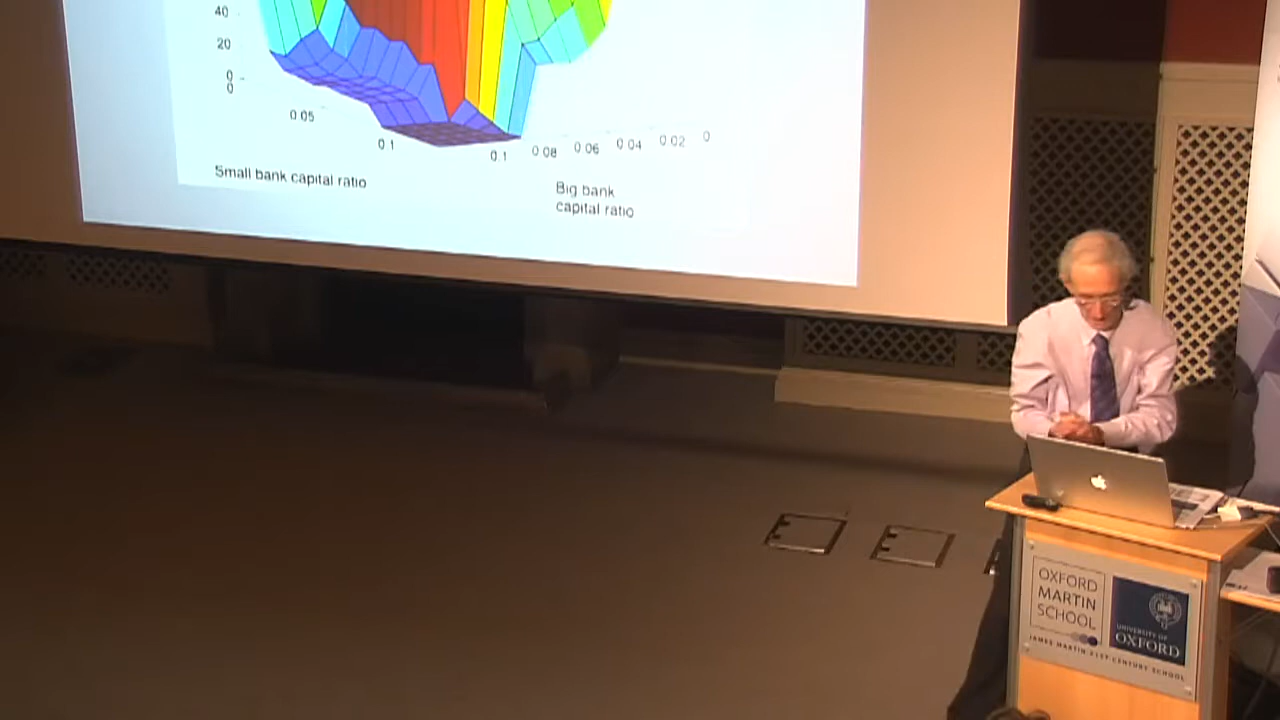 40
20
0
0
0.05
0.1
0.1
0.08
0.06
0.04
0.02
0
Small bank capital ratio
Big bank
capital ratio
OXFORD
MARTIN
SCHOOL
UNIVERSITY OF
OXFORD
JAMES MARTIN 21ST CENTURY SCHOOL